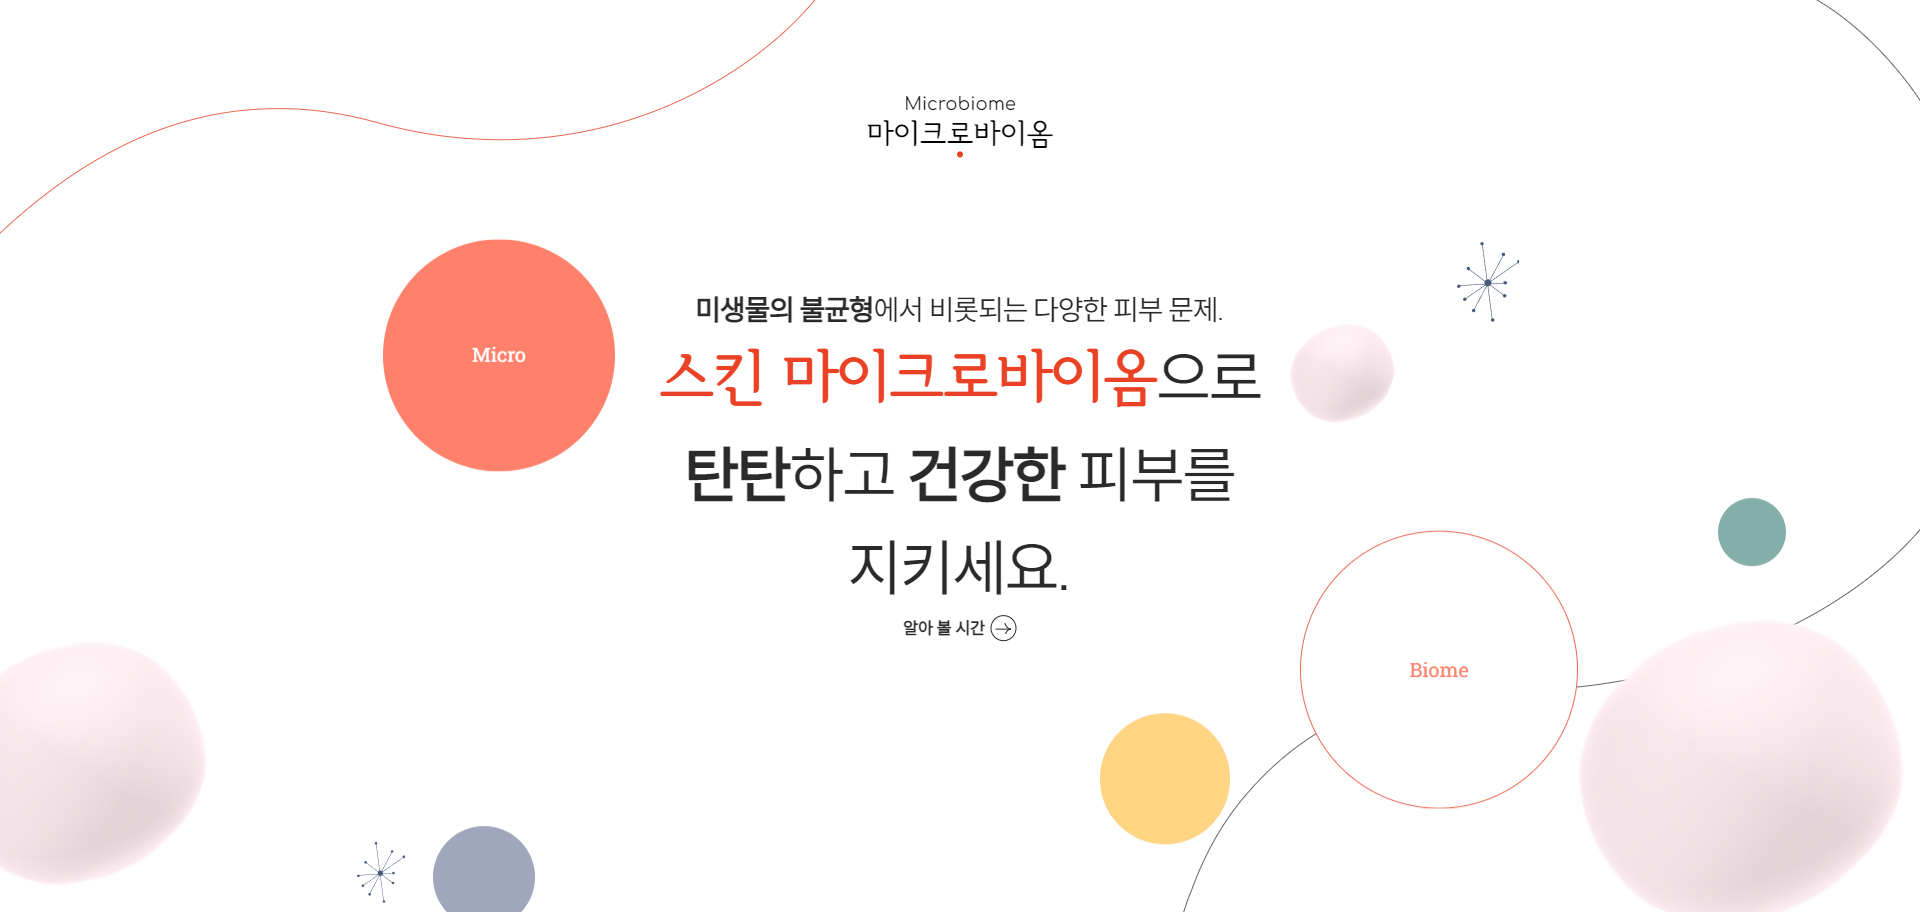 Microbiome
마이크로바이옴
Micro
미생물의 불균형에서 비롯되는 다양한 피부 문제.
스킨 마이크로바이옴으로
탄탄하고 건강한 피부를
지키세요.
알아 볼 시간
Biome